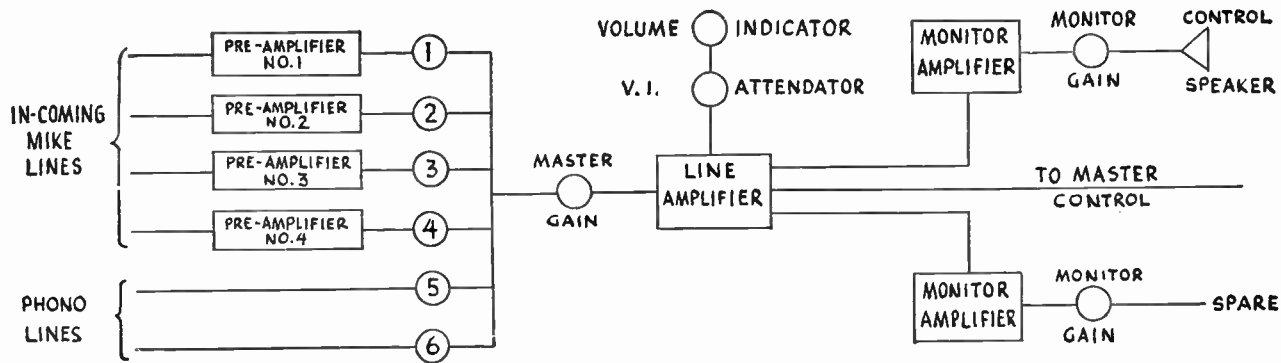 IN-COMING
MIKE
LINES
PRE-AMPLIFIER
NO.1
1
PRE-AMPLIFIER
NO.2
2
PRE-AMPLIFIER
NO.3
3
PRE-AMPLIFIER
NO.4
4
PHONO
LINES
5
6
MASTER
GAIN
VOLUME INDICATOR
V.I. ATTENDATOR
LINE
AMPLIFIER
MONITOR
AMPLIFIER
MONITOR
GAIN
CONTROL
SPEAKER
TO MASTER
CONTROL
MONITOR
AMPLIFIER
MONITOR
GAIN
SPARE